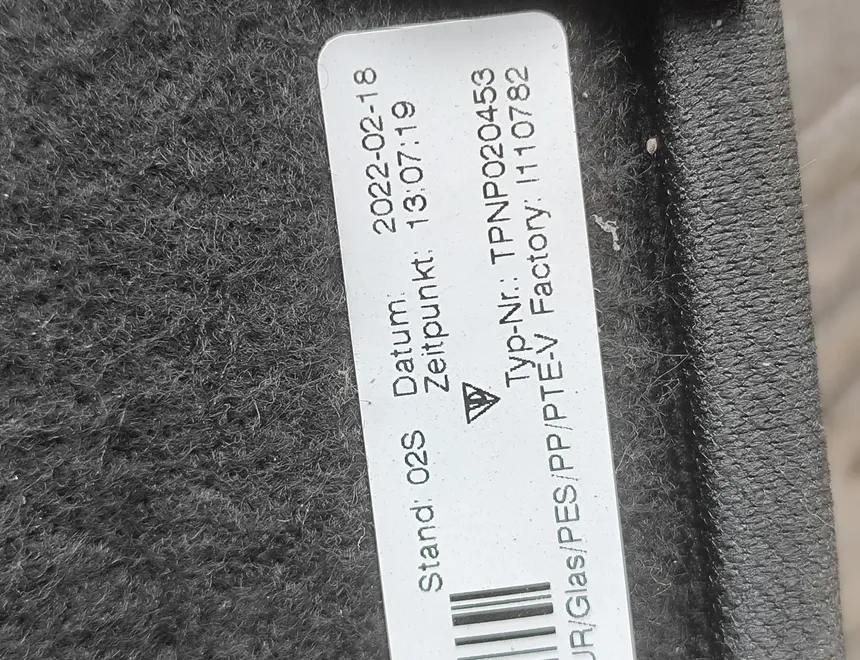 Stand: 02S Datum: 2022-02-18
Zeitpunkt: 13:07:19
Typ-Nr.: TPNP020453
/Glas/PES/PP/PTE-V Factory: I110782